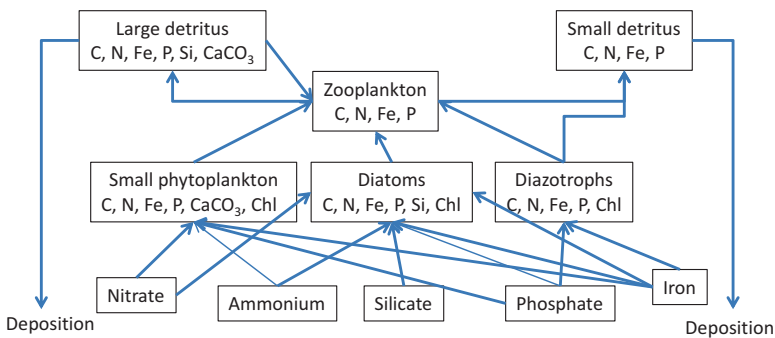 Large detritus
C, N, Fe, P, Si, CaCO₃
Small detritus
C, N, Fe, P
Zooplankton
C, N, Fe, P
Small phytoplankton
C, N, Fe, P, CaCO₃, Chl
Diatoms
C, N, Fe, P, Si, Chl
Diazotrophs
C, N, Fe, P, Chl
Nitrate
Ammonium
Silicate
Phosphate
Iron
Deposition
Deposition